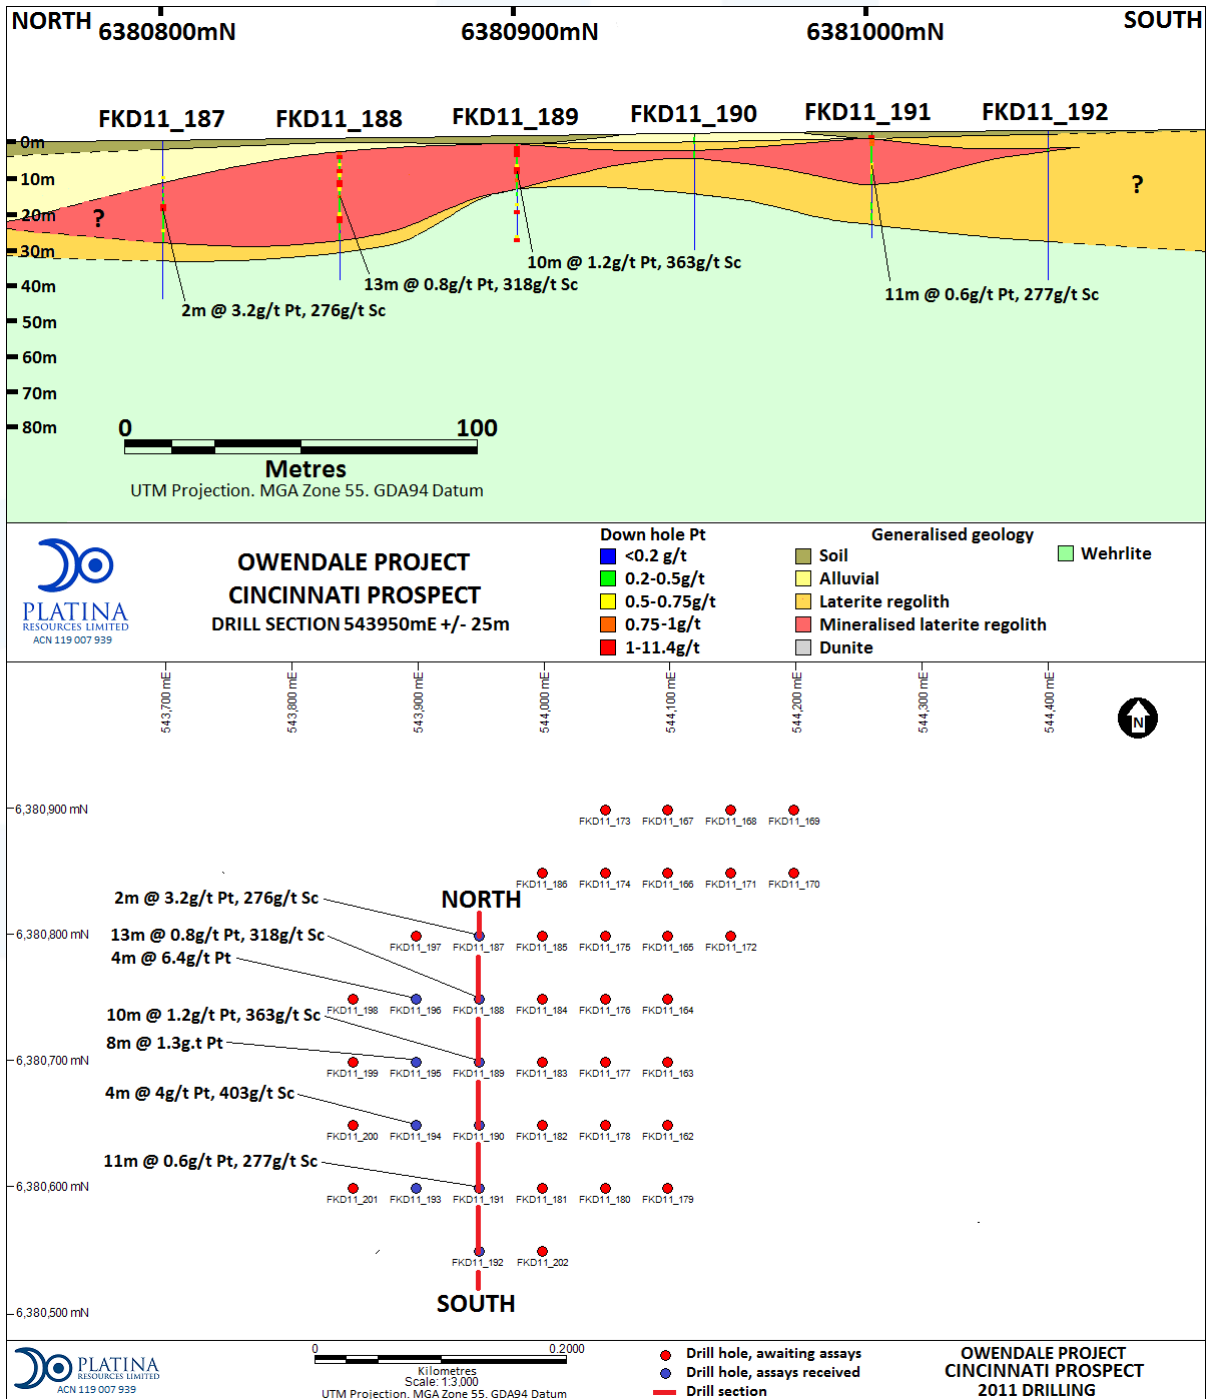 NORTH
SOUTH
6380800mN
6380900mN
6381000mN
FKD11_187
FKD11_188
FKD11_189
FKD11_190
FKD11_191
FKD11_192
0m
10m
20m
30m
40m
50m
60m
70m
80m
?
?
10m @ 1.2g/t Pt, 363g/t Sc
13m @ 0.8g/t Pt, 318g/t Sc
11m @ 0.6g/t Pt, 277g/t Sc
2m @ 3.2g/t Pt, 276g/t Sc
0
100
Metres
UTM Projection. MGA Zone 55. GDA94 Datum
PLATINA
RESOURCES LIMITED
ACN 119 007 939
OWENDALE PROJECT
CINCINNATI PROSPECT
DRILL SECTION 543950mE +/- 25m
Down hole Pt
<0.2 g/t
0.2-0.5g/t
0.5-0.75g/t
0.75-1g/t
1-11.4g/t
Generalised geology
Soil
Alluvial
Laterite regolith
Mineralised laterite regolith
Dunite
Wehrlite
543,700 mE
543,800 mE
543,900 mE
544,000 mE
544,100 mE
544,200 mE
544,300 mE
544,400 mE
N
6,380,900 mN
FKD11_173
FKD11_167
FKD11_168
FKD11_169
FKD11_186
FKD11_174
FKD11_166
FKD11_171
FKD11_170
2m @ 3.2g/t Pt, 276g/t Sc
NORTH
6,380,800 mN
13m @ 0.8g/t Pt, 318g/t Sc
FKD11_197
FKD11_187
FKD11_185
FKD11_175
FKD11_165
FKD11_172
4m @ 6.4g/t Pt
FKD11_198
FKD11_196
FKD11_188
FKD11_184
FKD11_176
FKD11_164
10m @ 1.2g/t Pt, 363g/t Sc
8m @ 1.3g.t Pt
6,380,700 mN
FKD11_199
FKD11_195
FKD11_189
FKD11_183
FKD11_177
FKD11_163
4m @ 4g/t Pt, 403g/t Sc
FKD11_200
FKD11_194
FKD11_190
FKD11_182
FKD11_178
FKD11_162
11m @ 0.6g/t Pt, 277g/t Sc
6,380,600 mN
FKD11_201
FKD11_193
FKD11_191
FKD11_181
FKD11_180
FKD11_179
FKD11_192
FKD11_202
SOUTH
6,380,500 mN
PLATINA
RESOURCES LIMITED
ACN 119 007 939
0
0.2000
Kilometres
Scale: 1:3,000
UTM Projection. MGA Zone 55. GDA94 Datum
Drill hole, awaiting assays
Drill hole, assays received
Drill section
OWENDALE PROJECT
CINCINNATI PROSPECT
2011 DRILLING